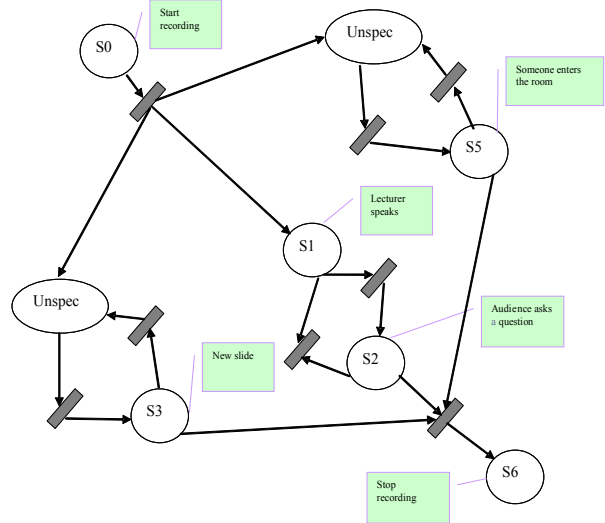 Start
recording
S0
Unspec
Someone enters
the room
S5
Lecturer
speaks
S1
Unspec
Audience asks
a question
New slide
S2
S3
S6
Stop
recording